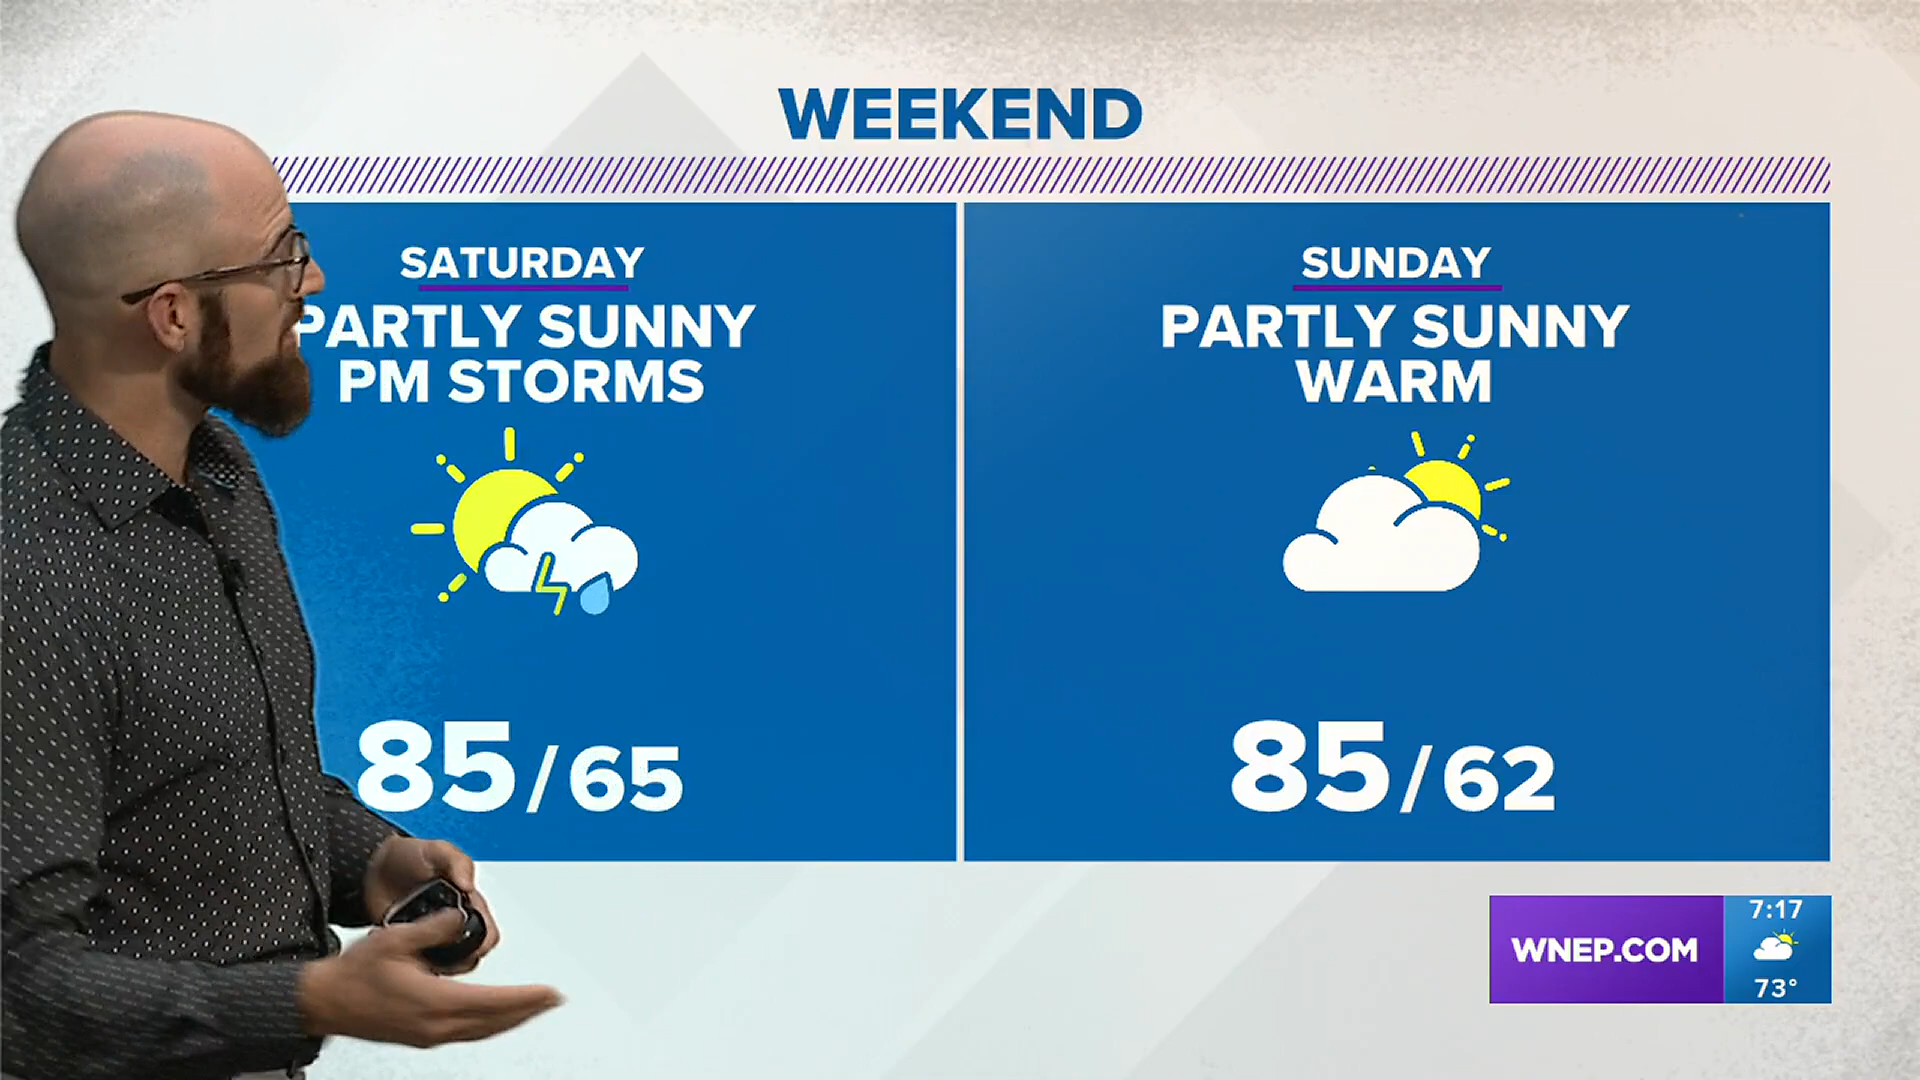 WEEKEND
SATURDAY
PARTLY SUNNY
PM STORMS
85/65
SUNDAY
PARTLY SUNNY
WARM
85/62
WNEP.COM
7:17
73°